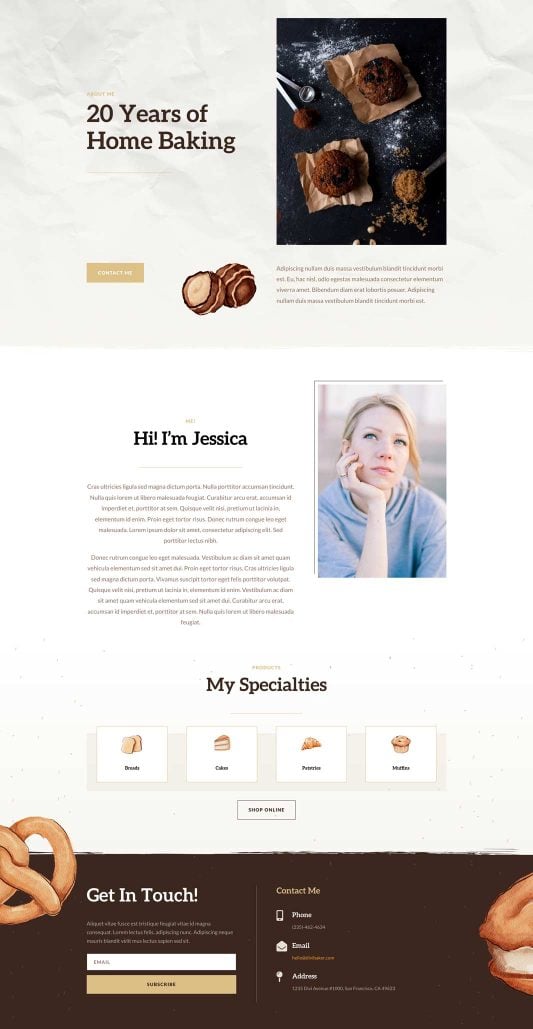 ABOUT ME
20 Years of
Home Baking
CONTACT ME
Adipiscing nullam duis massa vestibulum blandit tincidunt morbi
est. Eu, hac nisl, odio egestas malesuada consectetur elementum
viverra amet. Bibendum diam erat lobortis posuer. Adipiscing
nullam duis massa vestibulum blandit tincidunt morbi est.
ME!
Hi! I'm Jessica
Cras ultricies ligula sed magna dictum porta. Nulla porttitor accumsan tincidunt.
Nulla quis lorem ut libero malesuada feugiat. Curabitur arcu erat, accumsan id
imperdiet et, porttitor at sem. Quisque velit nisi, pretium ut lacinia in,
elementum id enim. Proin eget tortor risus. Donec rutrum congue leo eget
malesuada. Lorem ipsum dolor sit amet, consectetur adipiscing elit. Sed
porttitor lectus nibh.
Donec rutrum congue leo eget malesuada. Vestibulum ac diam sit amet quam
vehicula elementum sed sit amet dui. Proin eget tortor risus. Cras ultricies ligula
sed magna dictum porta. Vivamus suscipit tortor eget felis porttitor volutpat.
Quisque velit nisi, pretium ut lacinia in, elementum id enim. Vestibulum ac diam
sit amet quam vehicula elementum sed sit amet dui. Curabitur arcu erat,
accumsan id imperdiet et, porttitor at sem. Nulla quis lorem ut libero malesuada
feugiat.
PRODUCTS
My Specialties
Breads
Cakes
Pastries
Muffins
SHOP ONLINE
Get In Touch!
Aliquet vitae fusce est tristique feugiat vitae id magna
consequat. Lorem lectus felis, adipiscing nunc. Adipiscing neque
mauris blandit velit mus lectus sapien sed sit.
EMAIL
SUBSCRIBE
Contact Me
Phone
(235)-462-4624
Email
hello@divibaker.com
Address
1235 Divi Avenue #1000, San Francisco, CA 49623